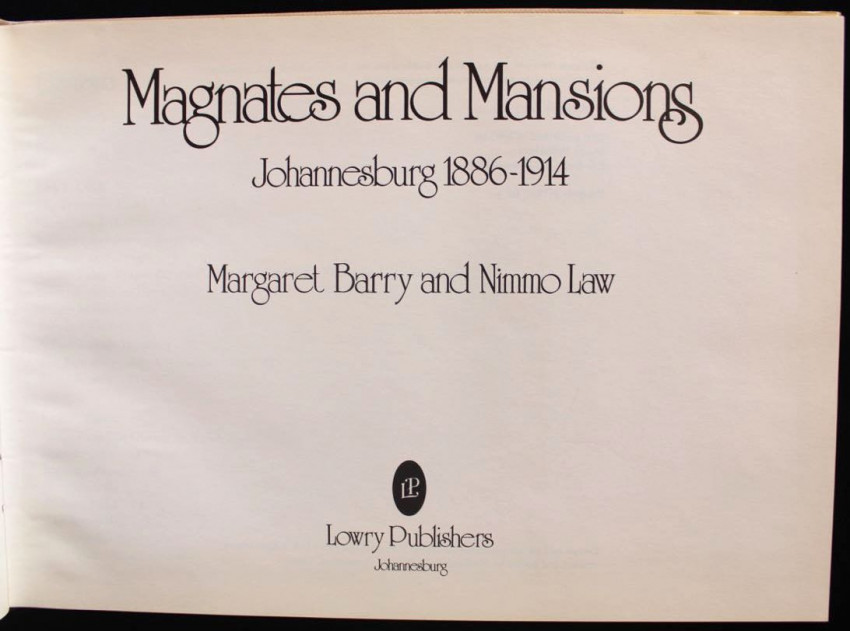 Magnates and Mansions
Johannesburg 1886-1914
Margaret Barry and Nimmo Law
LP
Lowry Publishers
Johannesburg